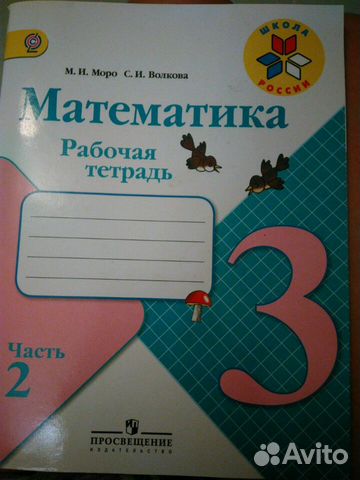 М. И. Моро С. И. Волкова
ШКОЛА
РОССИИ
Математика
Рабочая
тетрадь
3
Часть
2
ПРОСВЕЩЕНИЕ
ИЗДАТЕЛЬСТВО
Avito